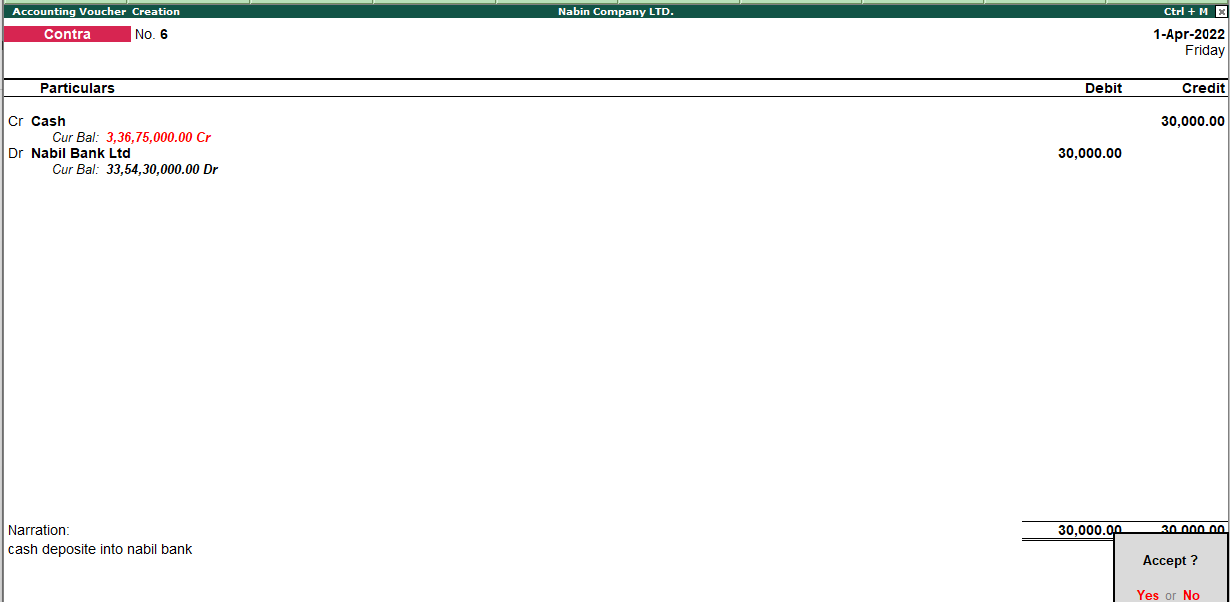 Accounting Voucher Creation Nabin Company LTD. Ctrl + M
Contra No. 6 1-Apr-2022
Friday
Particulars Debit Credit
Cr Cash 30,000.00
Cur Bal: 3,36,75,000.00 Cr
Dr Nabil Bank Ltd 30,000.00
Cur Bal: 33,54,30,000.00 Dr
Narration: 30,000.00 30,000.00
cash deposite into nabil bank
Accept ?
Yes or No